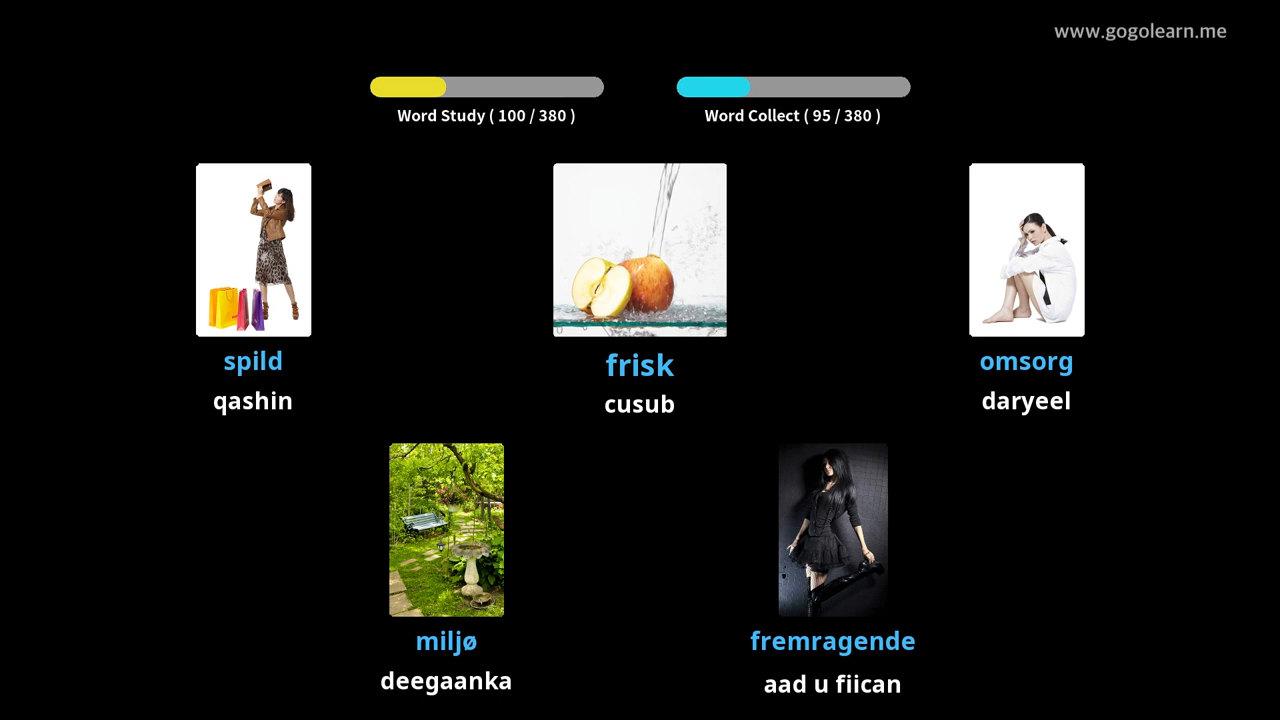 www.gogolearn.me
Word Study ( 100 / 380 )
Word Collect ( 95 / 380 )
spild
qashin
frisk
cusub
omsorg
daryeel
miljø
deegaanka
fremragende
aad u fiican